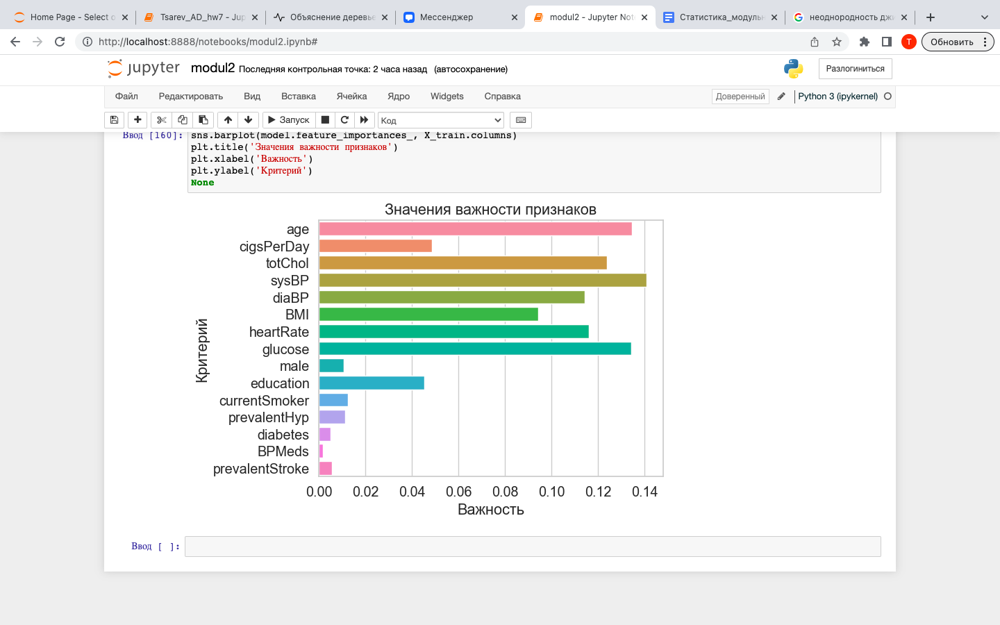 Home Page - Select o
Tsarev_AD_hw7 - Jup
Объяснение деревье
Мессенджер
modul2 - Jupyter Not
Статистика_модуль
неоднородность джи
http://localhost:8888/notebooks/modul2.ipynb#
T
Обновить
jupyter
modul2 Последняя контрольная точка: 2 часа назад (автосохранение)
Разлогиниться
Файл Редактировать Вид Вставка Ячейка Ядро Widgets Справка
Доверенный
Python 3 (ipykernel)
Запуск
Код
Ввод [160]: sns.barplot(model.feature_importances_, X_train.columns)
plt.title('Значения важности признаков')
plt.xlabel('Важность')
plt.ylabel('Критерий')
None
Значения важности признаков
Критерий
age
cigsPerDay
totChol
sysBP
diaBP
BMI
heartRate
glucose
male
education
currentSmoker
prevalentHyp
diabetes
BPMeds
prevalentStroke
0.00 0.02 0.04 0.06 0.08 0.10 0.12 0.14
Важность
Ввод [ ]: